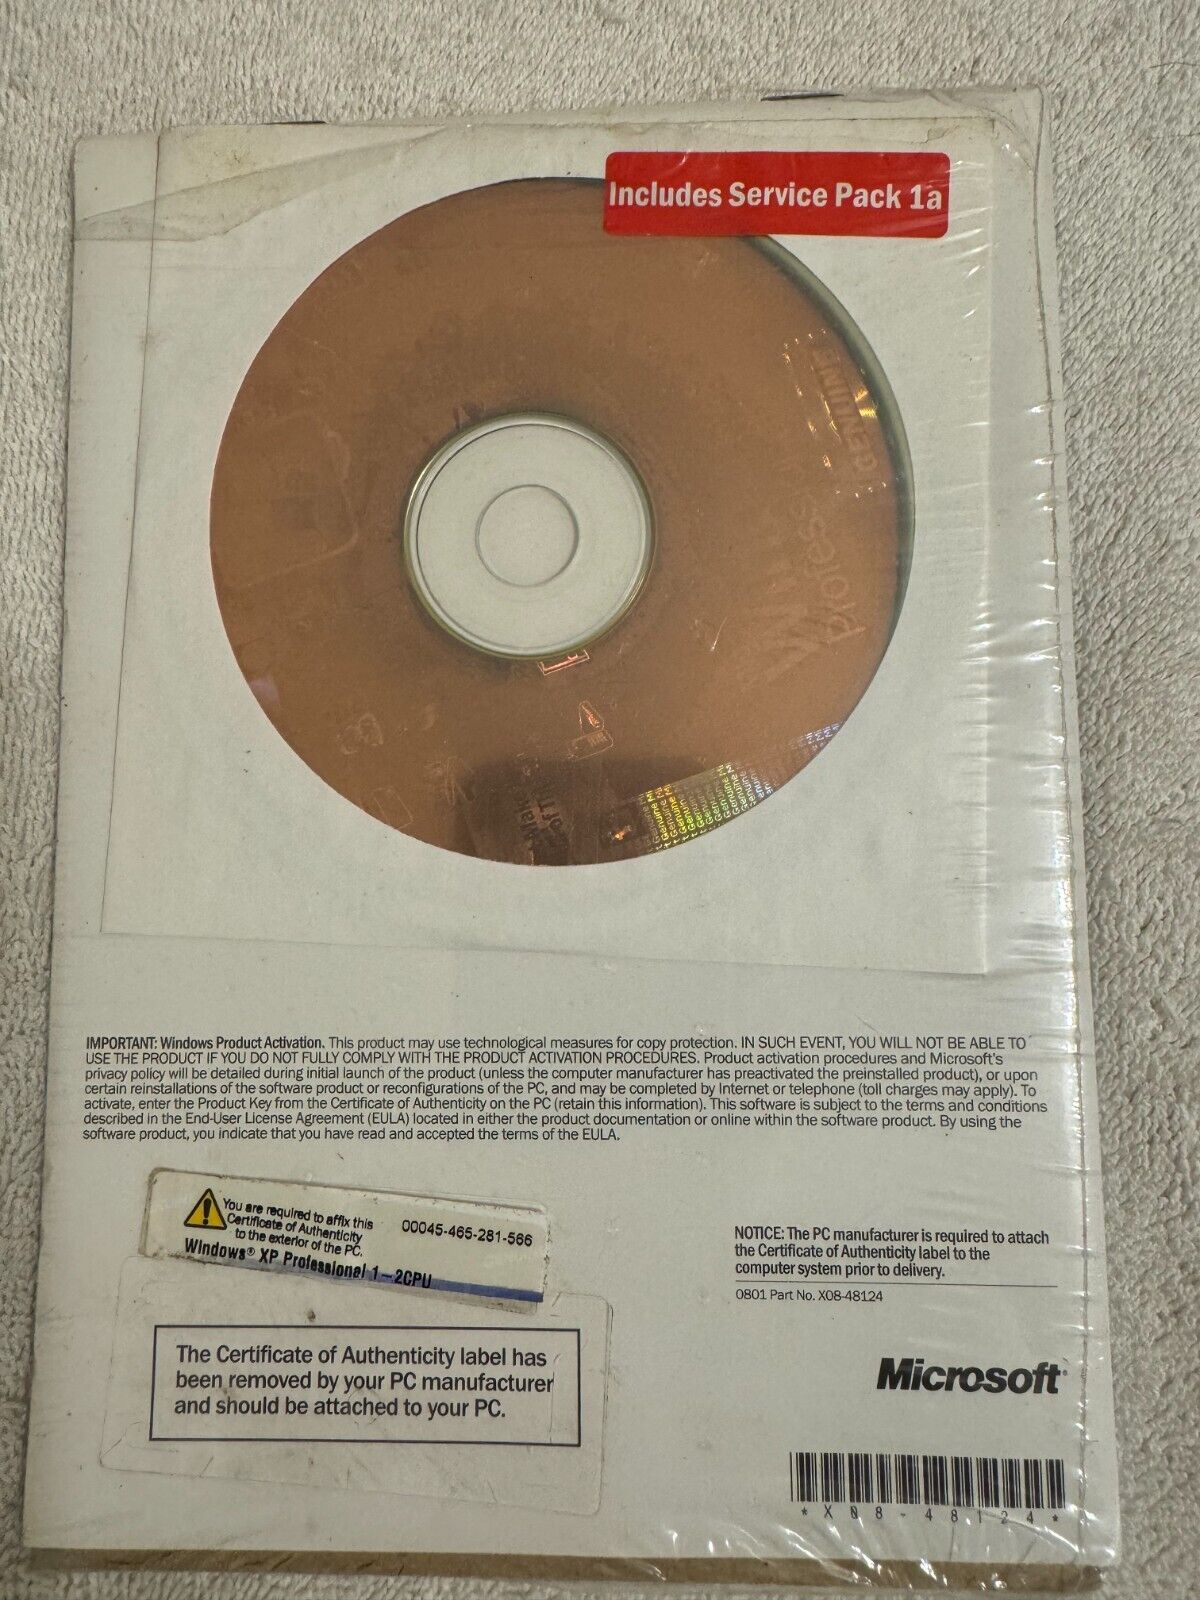 Includes Service Pack 1a
GENUINE
Professional
IMPORTANT: Windows Product Activation. This product may use technological measures for copy protection. IN SUCH EVENT, YOU WILL NOT BE ABLE TO
USE THE PRODUCT IF YOU DO NOT FULLY COMPLY WITH THE PRODUCT ACTIVATION PROCEDURES. Product activation procedures and Microsoft's
privacy policy will be detailed during initial launch of the product (unless the computer manufacturer has preactivated the preinstalled product), or upon
certain reinstallations of the software product or reconfigurations of the PC, and may be completed by Internet or telephone (toll charges may apply). To
activate, enter the Product Key from the Certificate of Authenticity on the PC (retain this information). This software is subject to the terms and conditions
described in the End-User License Agreement (EULA) located in either the product documentation or online within the software product. By using the
software product, you indicate that you have read and accepted the terms of the EULA.
You are required to affix this
Certificate of Authenticity
to the exterior of the PC.
00045-465-281-566
Windows® XP Professional 1–2CPU
The Certificate of Authenticity label has
been removed by your PC manufacturer
and should be attached to your PC.
NOTICE: The PC manufacturer is required to attach
the Certificate of Authenticity label to the
computer system prior to delivery.
0801 Part No. X08-48124
Microsoft®
*X08-48124*